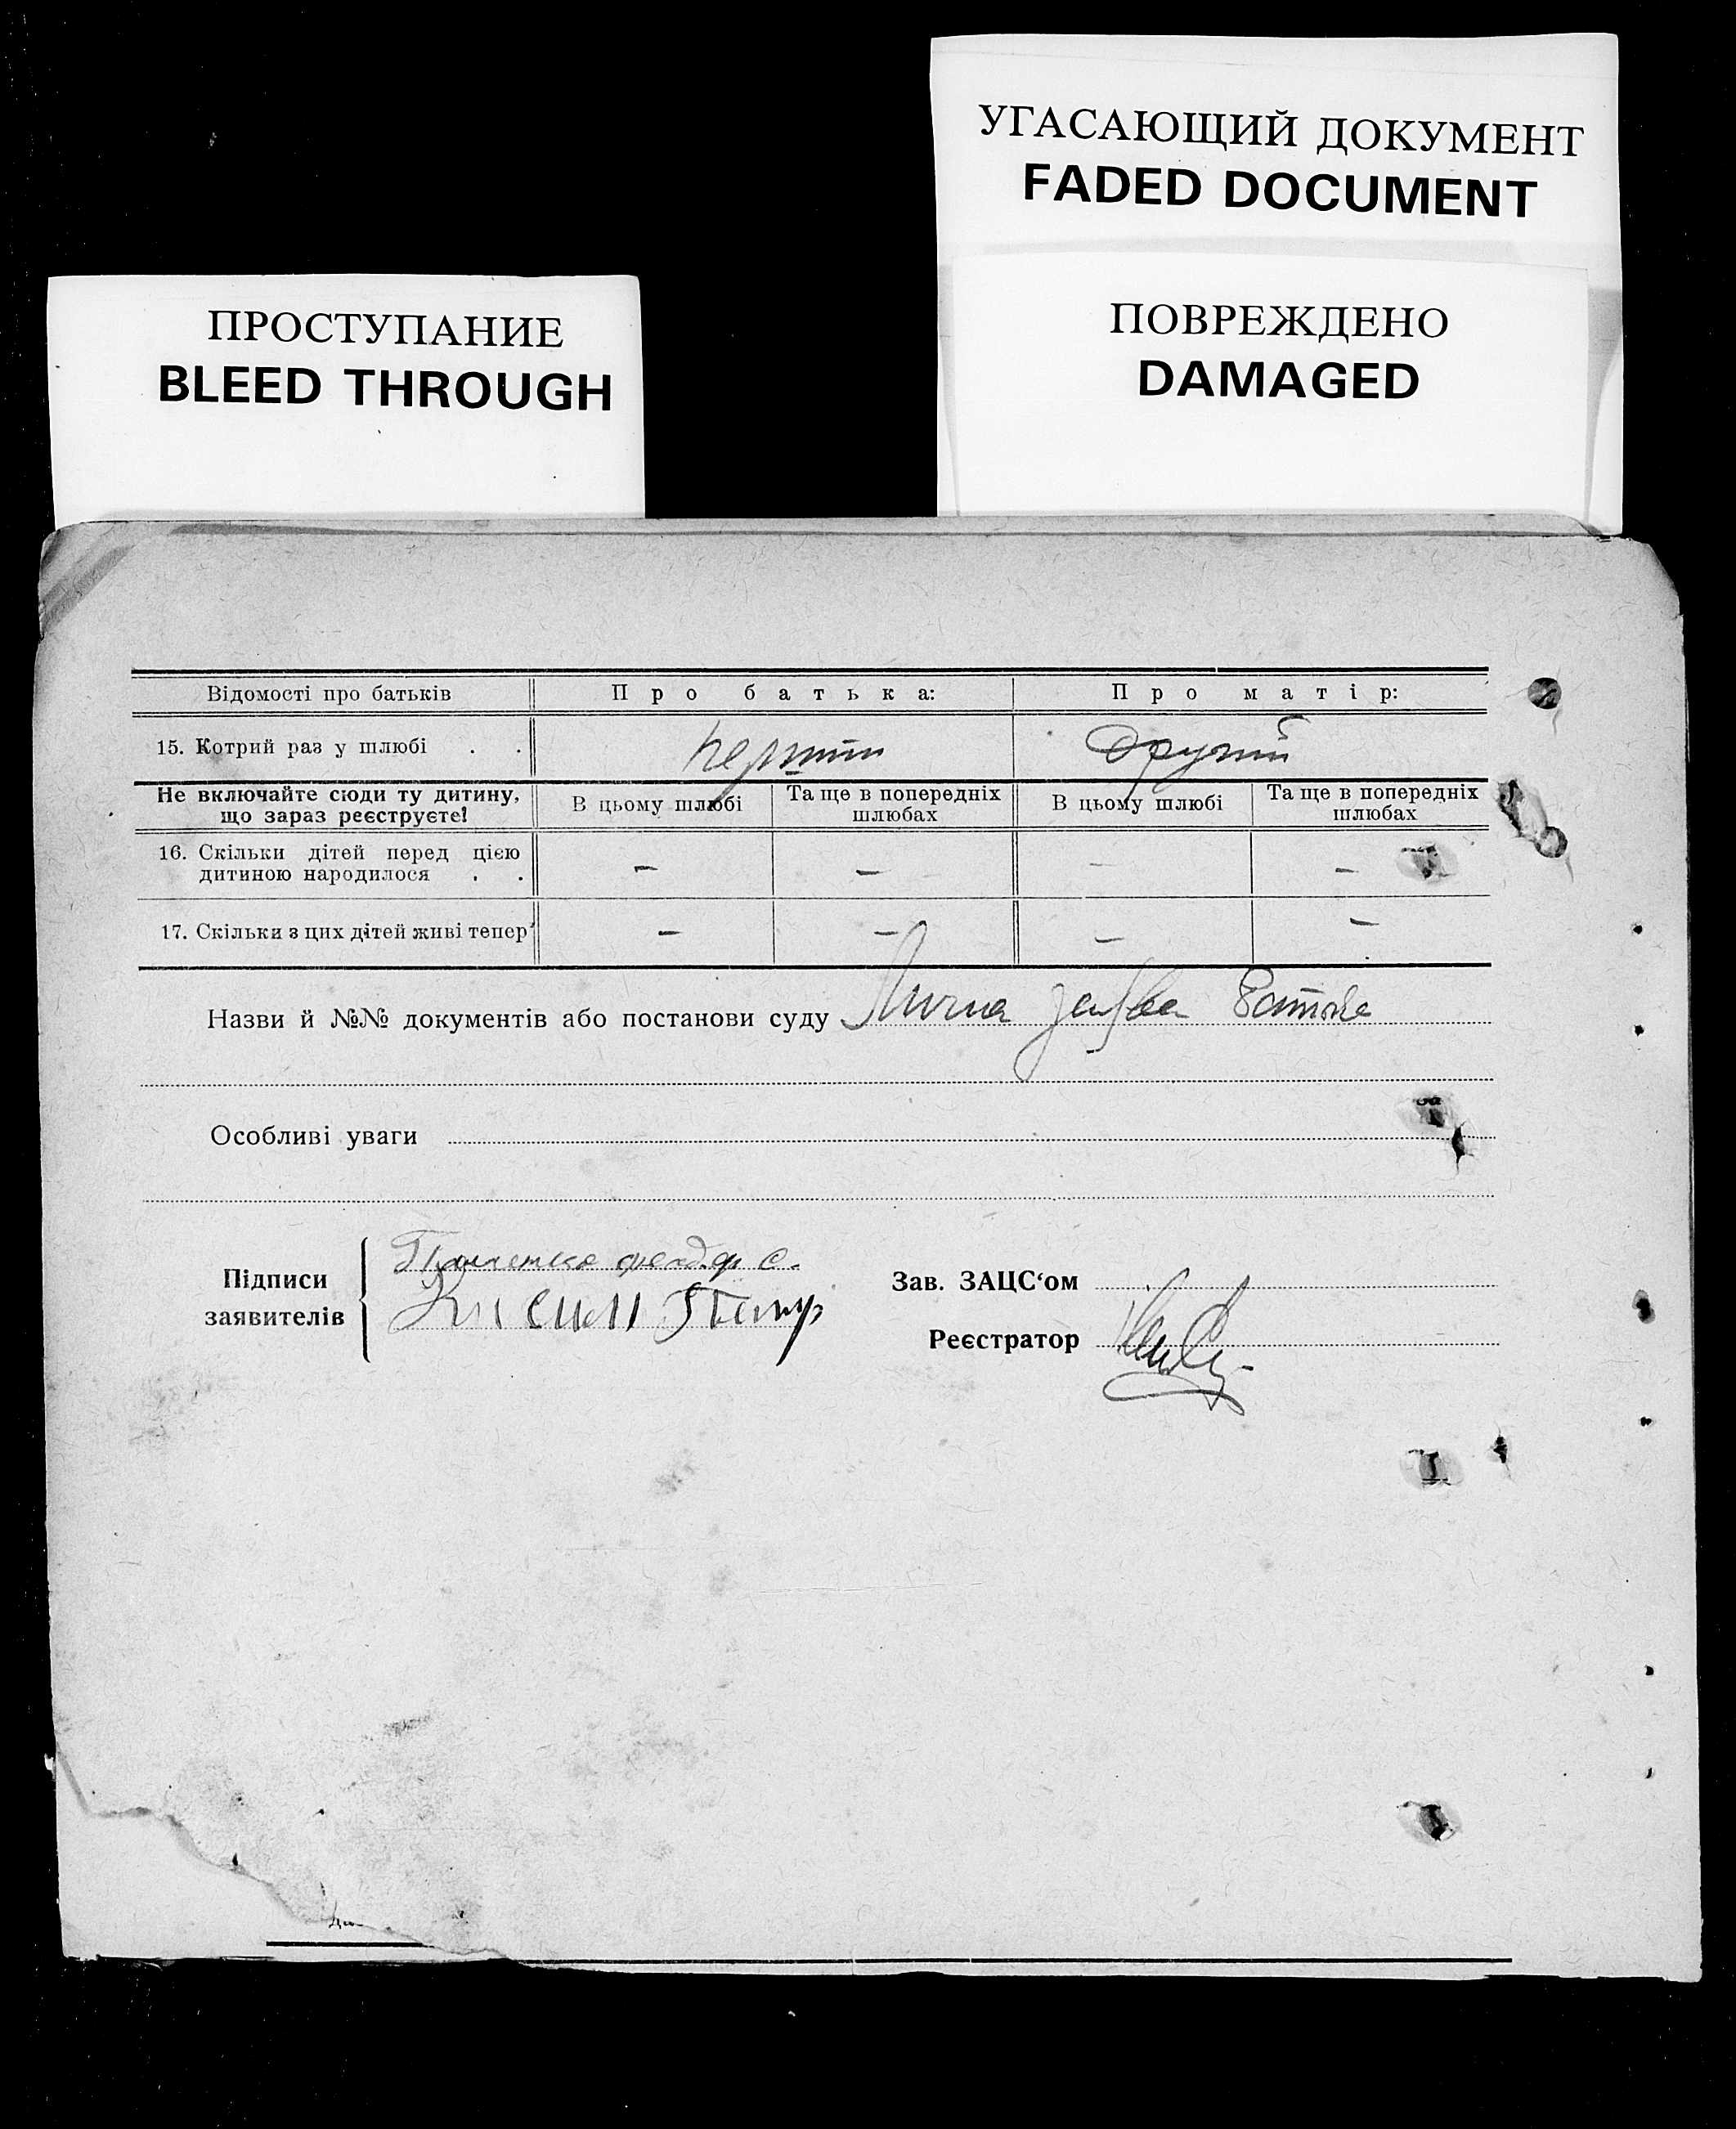 УГАСАЮЩИЙ ДОКУМЕНТ
FADED DOCUMENT
ПРОСТУПАНИЕ
BLEED THROUGH
ПОВРЕЖДЕНО
DAMAGED
Відомості про батьків Про батька: Про матір:
15. Котрий раз у шлюбі . . перший другий
Не включайте сюди ту дитину, що зараз реєструєте! В цьому шлюбі Та ще в попередніх шлюбах В цьому шлюбі Та ще в попередніх шлюбах
16. Скільки дітей перед цією
дитиною народилося . . — — — —
17. Скільки з цих дітей живі тепер — — — —
Назви й №№ документів або постанови суду Лична заява батька
Особливі уваги
Підписи
заявителів
Зав. ЗАЦС‘ом
Реєстратор